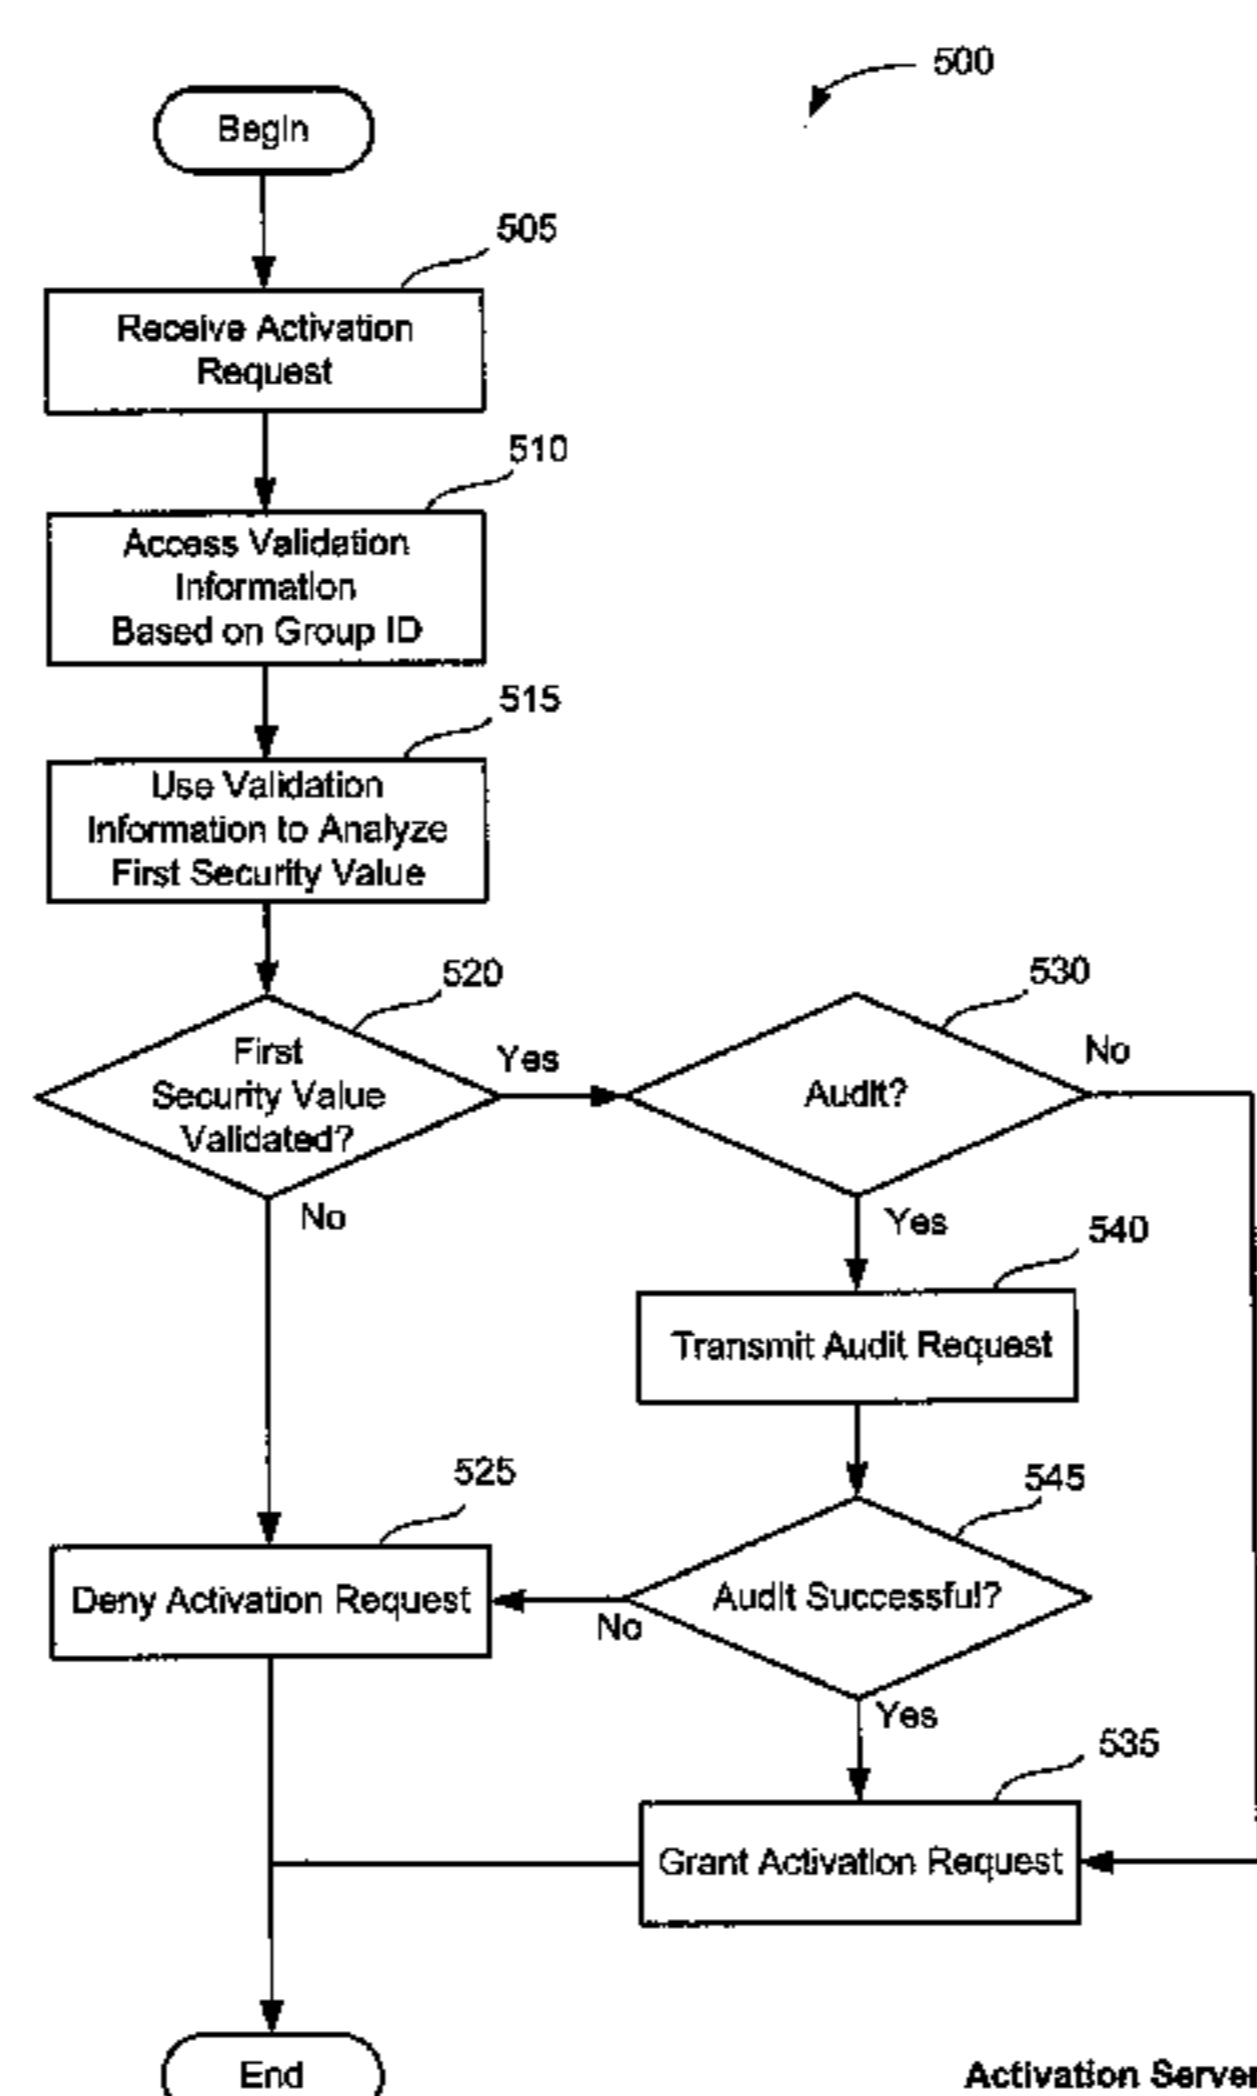 500
Begin
505
Receive Activation
Request
510
Access Validation
Information
Based on Group ID
515
Use Validation
Information to Analyze
First Security Value
520
First
Security Value
Validated?
Yes
No
530
Audit?
No
Yes
540
Transmit Audit Request
545
Audit Successful?
No
Yes
525
Deny Activation Request
535
Grant Activation Request
End
Activation Server